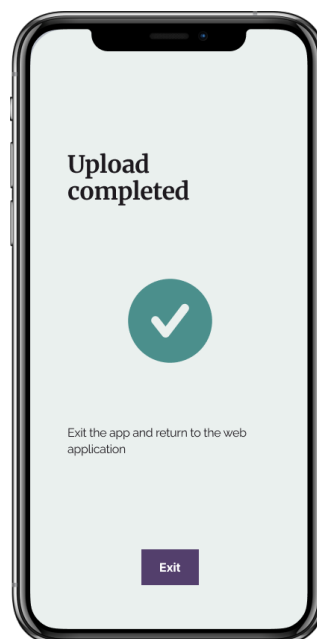 Upload
completed
Exit the app and return to the web
application
Exit